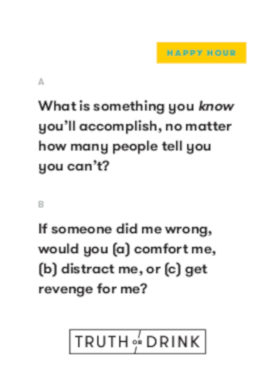 HAPPY HOUR
A
What is something you know
you'll accomplish, no matter
how many people tell you
you can't?
B
If someone did me wrong,
would you (a) comfort me,
(b) distract me, or (c) get
revenge for me?
TRUTH OR DRINK